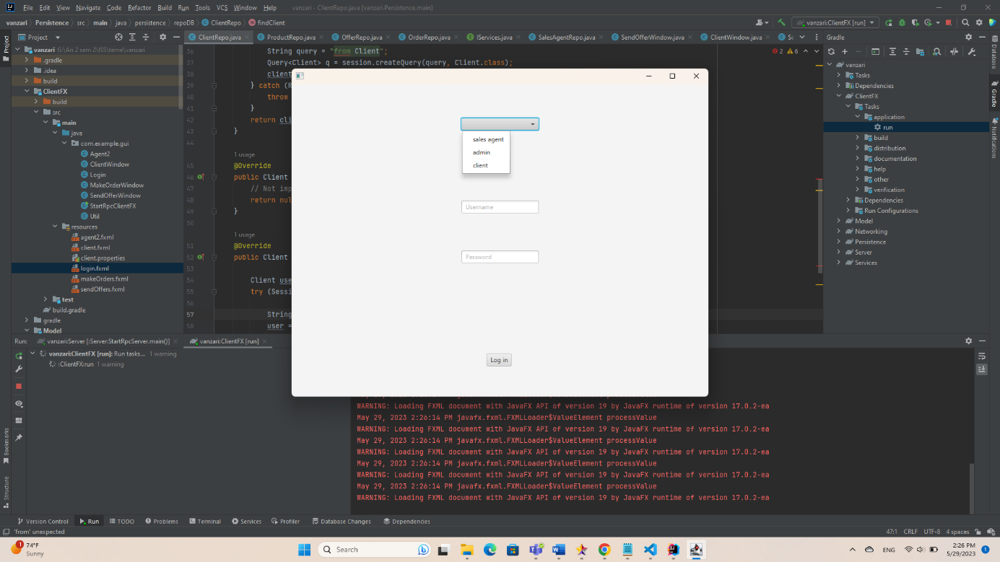 File Edit View Navigate Code Refactor Build Run Tools VCS Window Help vanzari - ClientRepo.java [vanzari.Persistence.main]
vanzari Persistence src main java persistence repoDB ClientRepo findClient vanzari:ClientFX [run]
Project ClientRepo.java ProductRepo.java OfferRepo.java OrderRepo.java IServices.java SalesAgentRepo.java SendOfferWindow.java ClientWindow.java Gradle
Project
vanzari G:\An 2 sem 2\ISS\teme\vanzari
.gradle
.idea
build
ClientFX
build
src
main
java
com.example.gui
Agent2
ClientWindow
Login
MakeOrderWindow
SendOfferWindow
StartRpcClientFX
Util
resources
agent2.fxml
client.fxml
client.properties
login.fxml
makeOrders.fxml
sendOffers.fxml
test
build.gradle
gradle
Model
36 String query = "from Client";
37 Query<Client> q = session.createQuery(query, Client.class);
38 client
39 } catch (R
40 throw
41 }
42 return cli
43 }
44
1 usage
45 @Override
46 public Client
47 // Not imp
48 return nul
49 }
50
1 usage
51 @Override
52 public Client
53
54 Client use
55 try (Sessi
56
57 String
58 user =
2 6
sales agent
admin
client
Username
Password
Log in
vanzari
Tasks
Dependencies
ClientFX
Tasks
application
run
build
distribution
documentation
help
other
verification
Dependencies
Run Configurations
Model
Networking
Persistence
Server
Services
Database
Gradle
Notifications
Run: vanzari:Server [:Server:StartRpcServer.main()] vanzari:ClientFX [run]
vanzari:ClientFX [run]: Run tasks... 1 warning
:ClientFX:run 1 warning
WARNING: Loading FXML document with JavaFX API of version 19 by JavaFX runtime of version 17.0.2-ea
May 29, 2023 2:26:14 PM javafx.fxml.FXMLLoader$ValueElement processValue
WARNING: Loading FXML document with JavaFX API of version 19 by JavaFX runtime of version 17.0.2-ea
May 29, 2023 2:26:14 PM javafx.fxml.FXMLLoader$ValueElement processValue
WARNING: Loading FXML document with JavaFX API of version 19 by JavaFX runtime of version 17.0.2-ea
May 29, 2023 2:26:14 PM javafx.fxml.FXMLLoader$ValueElement processValue
WARNING: Loading FXML document with JavaFX API of version 19 by JavaFX runtime of version 17.0.2-ea
May 29, 2023 2:26:14 PM javafx.fxml.FXMLLoader$ValueElement processValue
WARNING: Loading FXML document with JavaFX API of version 19 by JavaFX runtime of version 17.0.2-ea
Bookmarks
Structure
Version Control Run TODO Problems Terminal Services Profiler Database Changes Dependencies
'from' unexpected 47:1 CRLF UTF-8 4 spaces
1 74°F
Sunny
Search
ENG
2:26 PM
5/29/2023
1